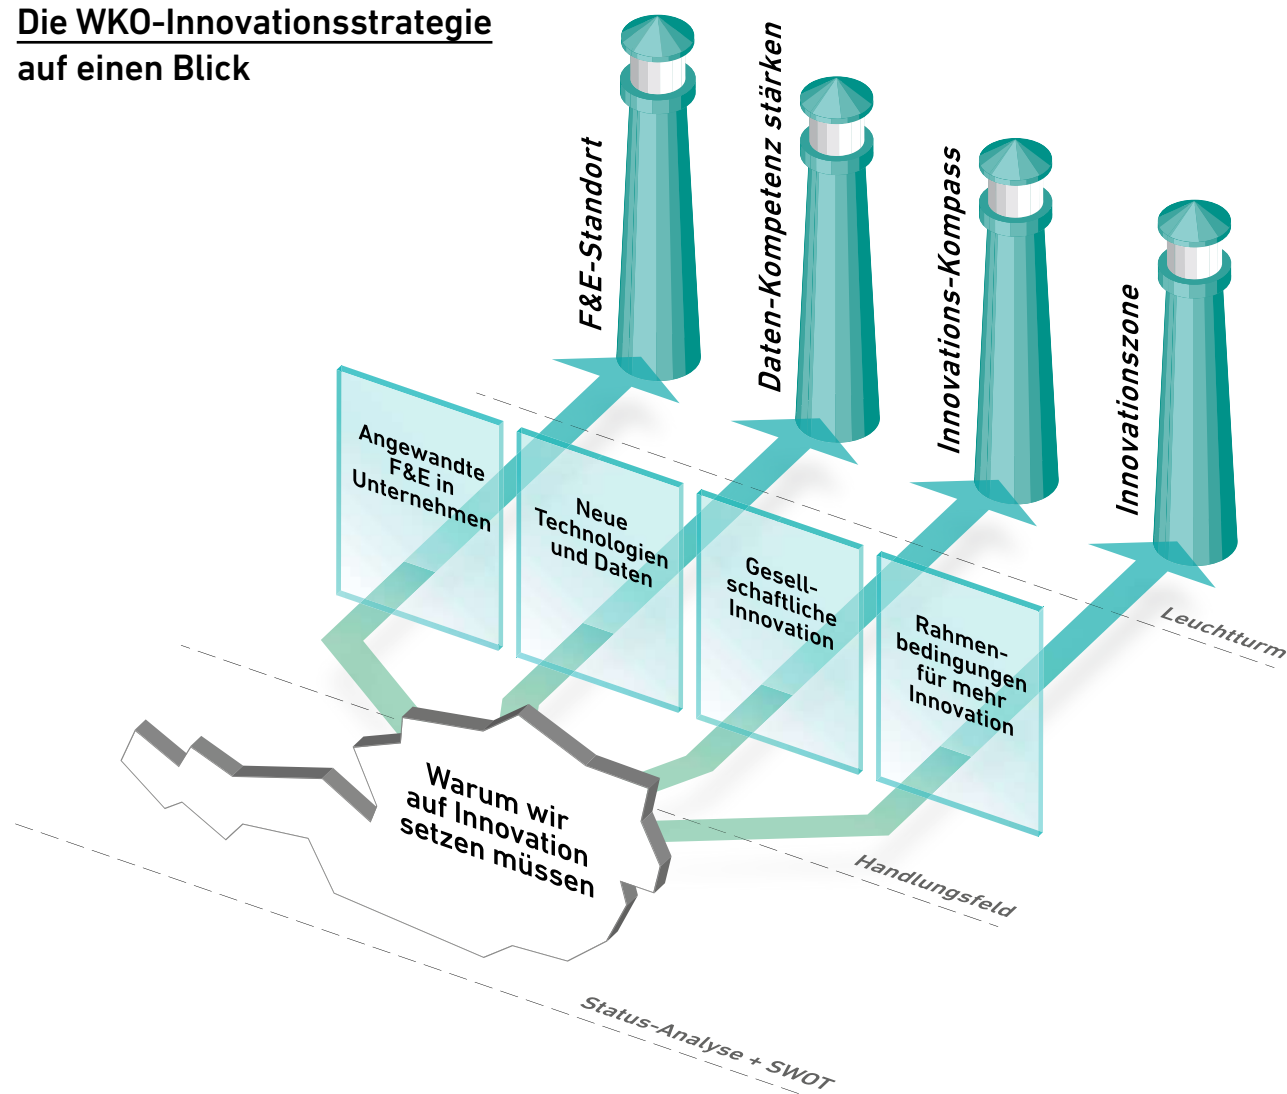 Die WKO-Innovationsstrategie
auf einen Blick
F&E-Standort
Daten-Kompetenz stärken
Innovations-Kompass
Innovationszone
Angewandte
F&E in
Unternehmen
Neue
Technologien
und Daten
Gesell-
schaftliche
Innovation
Rahmen-
bedingungen
für mehr
Innovation
Leuchtturm
Warum wir
auf Innovation
setzen müssen
Handlungsfeld
Status-Analyse + SWOT